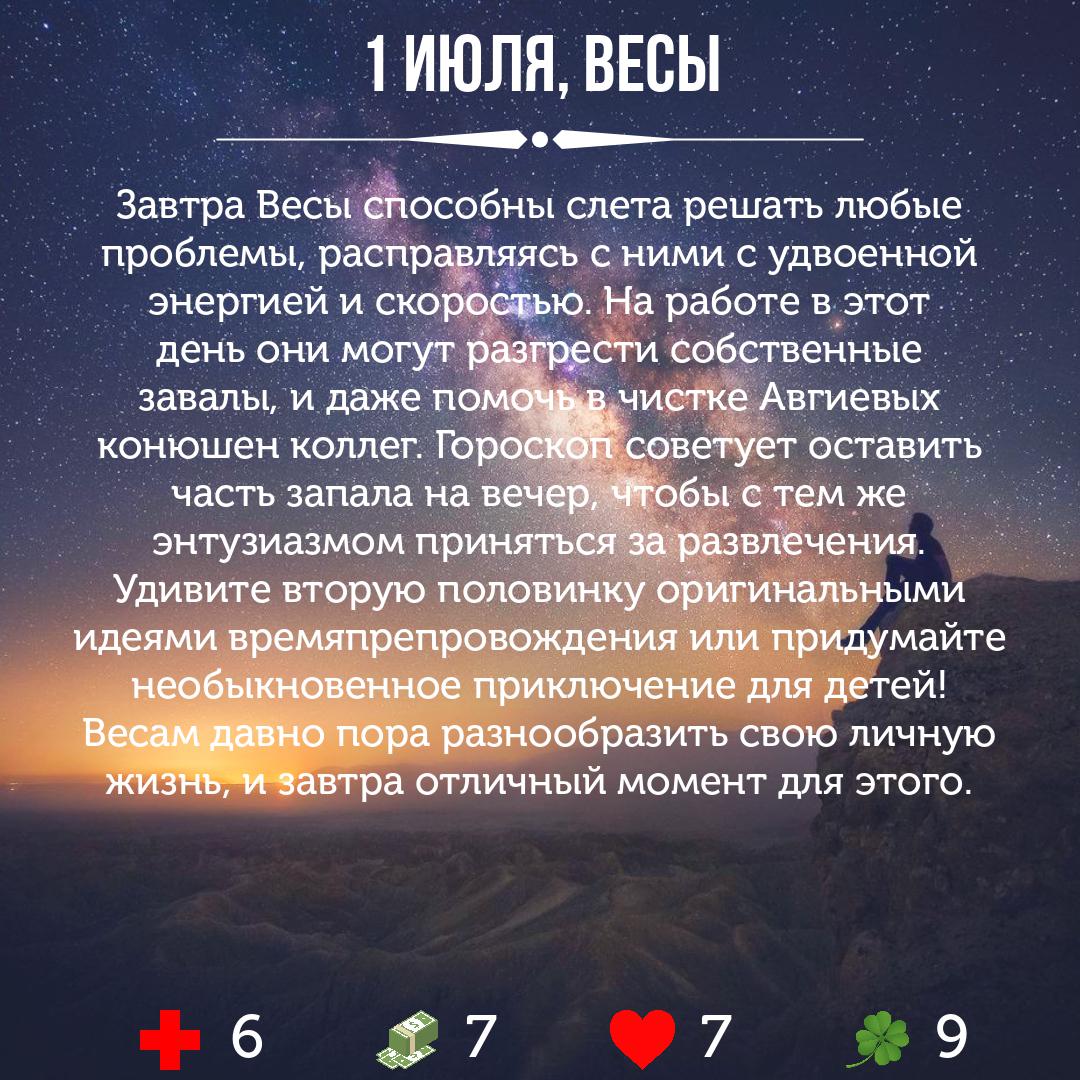 1 ИЮЛЯ, ВЕСЫ
Завтра Весы способны слета решать любые
проблемы, расправляясь с ними с удвоенной
энергией и скоростью. На работе в этот
день они могут разгрести собственные
завалы, и даже помочь в чистке Авгиевых
конюшен коллег. Гороскоп советует оставить
часть запала на вечер, чтобы с тем же
энтузиазмом приняться за развлечения.
Удивите вторую половинку оригинальными
идеями времяпрепровождения или придумайте
необыкновенное приключение для детей!
Весам давно пора разнообразить свою личную
жизнь, и завтра отличный момент для этого.
6 7 7 9